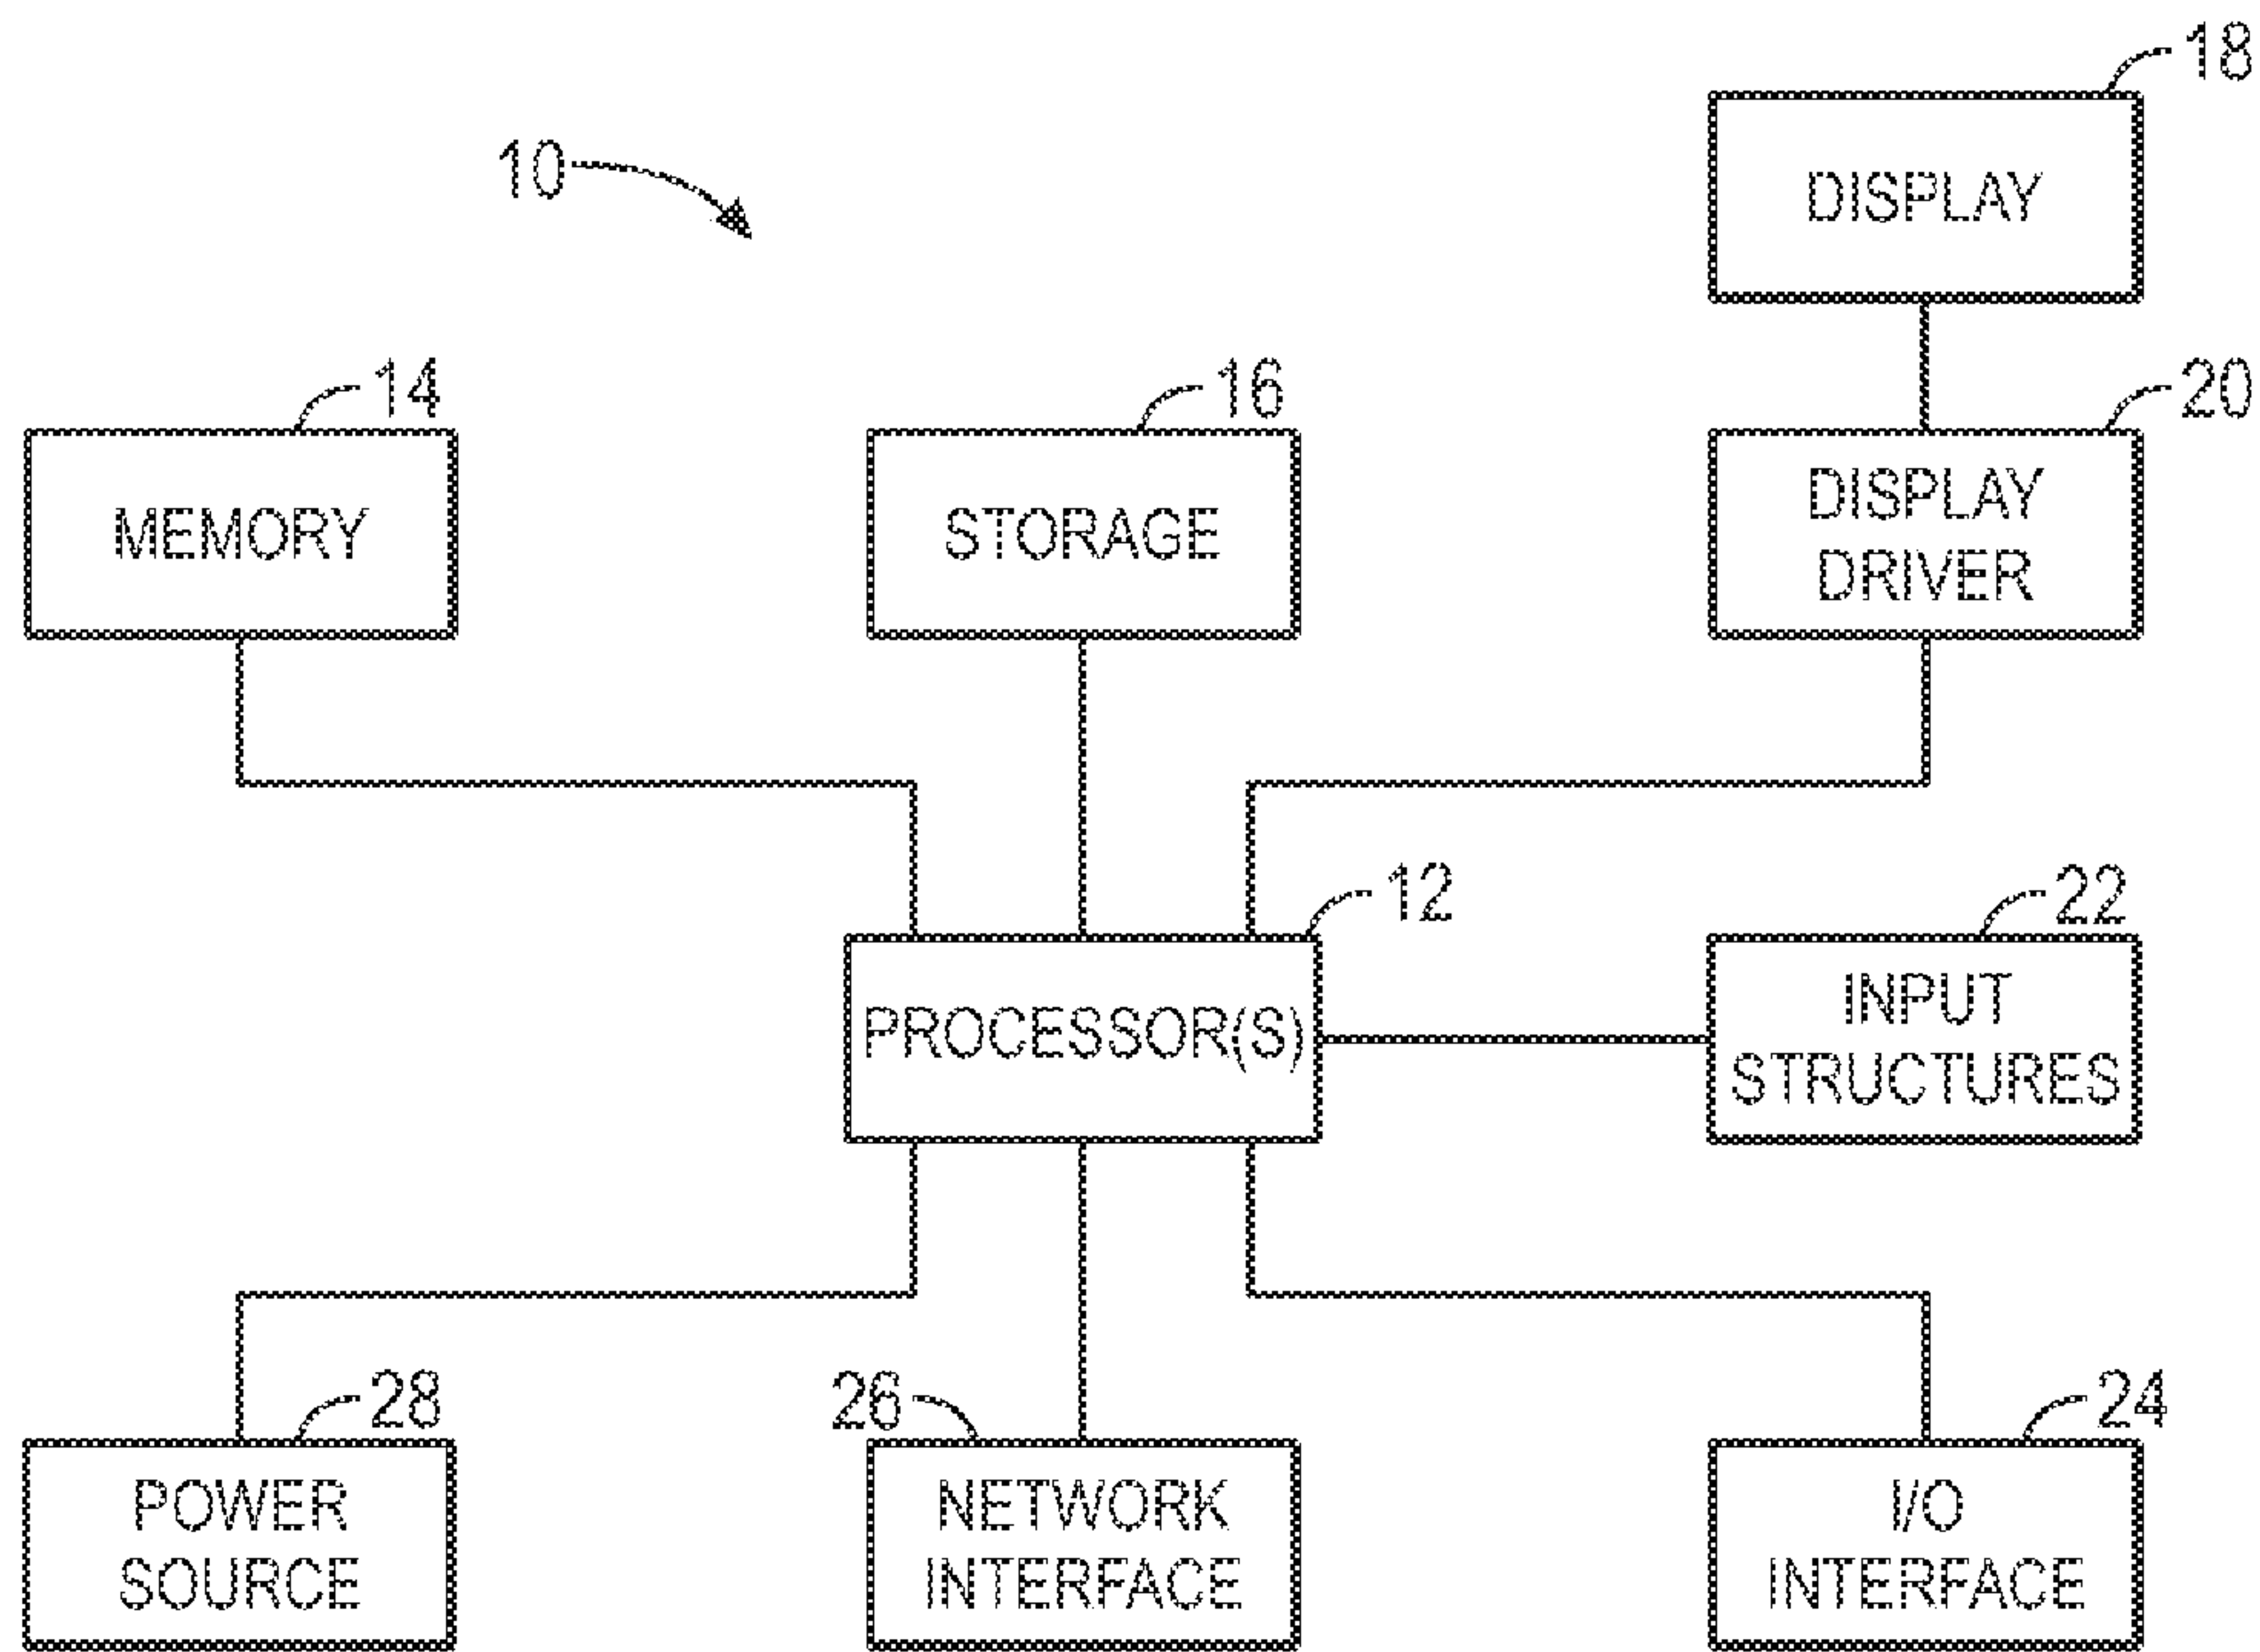 18
10
DISPLAY
14
16
20
MEMORY
STORAGE
DISPLAY
DRIVER
12
22
PROCESSOR(S)
INPUT
STRUCTURES
28
26
24
POWER
SOURCE
NETWORK
INTERFACE
I/O
INTERFACE